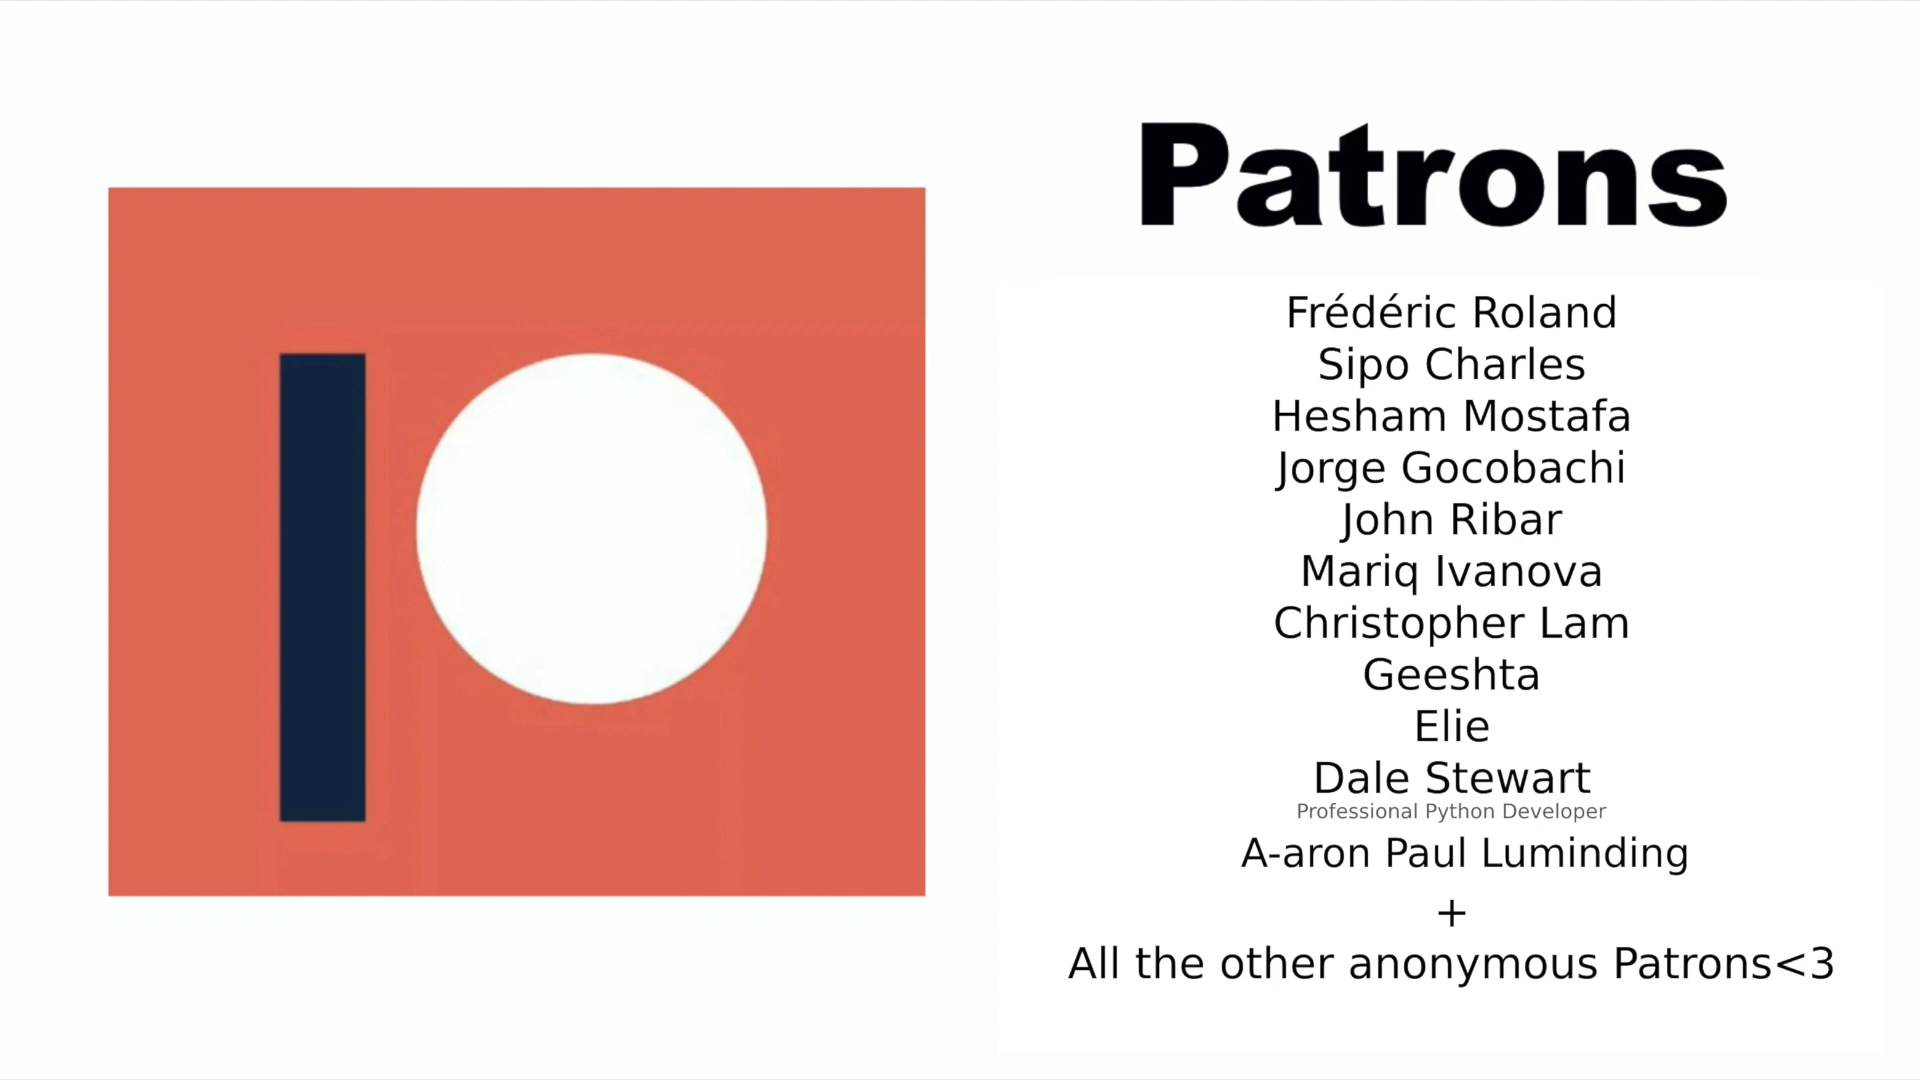 Patrons
Frédéric Roland
Sipo Charles
Hesham Mostafa
Jorge Gocobachi
John Ribar
Mariq Ivanova
Christopher Lam
Geeshta
Elie
Dale Stewart
Professional Python Developer
A-aron Paul Luminding
+
All the other anonymous Patrons<3